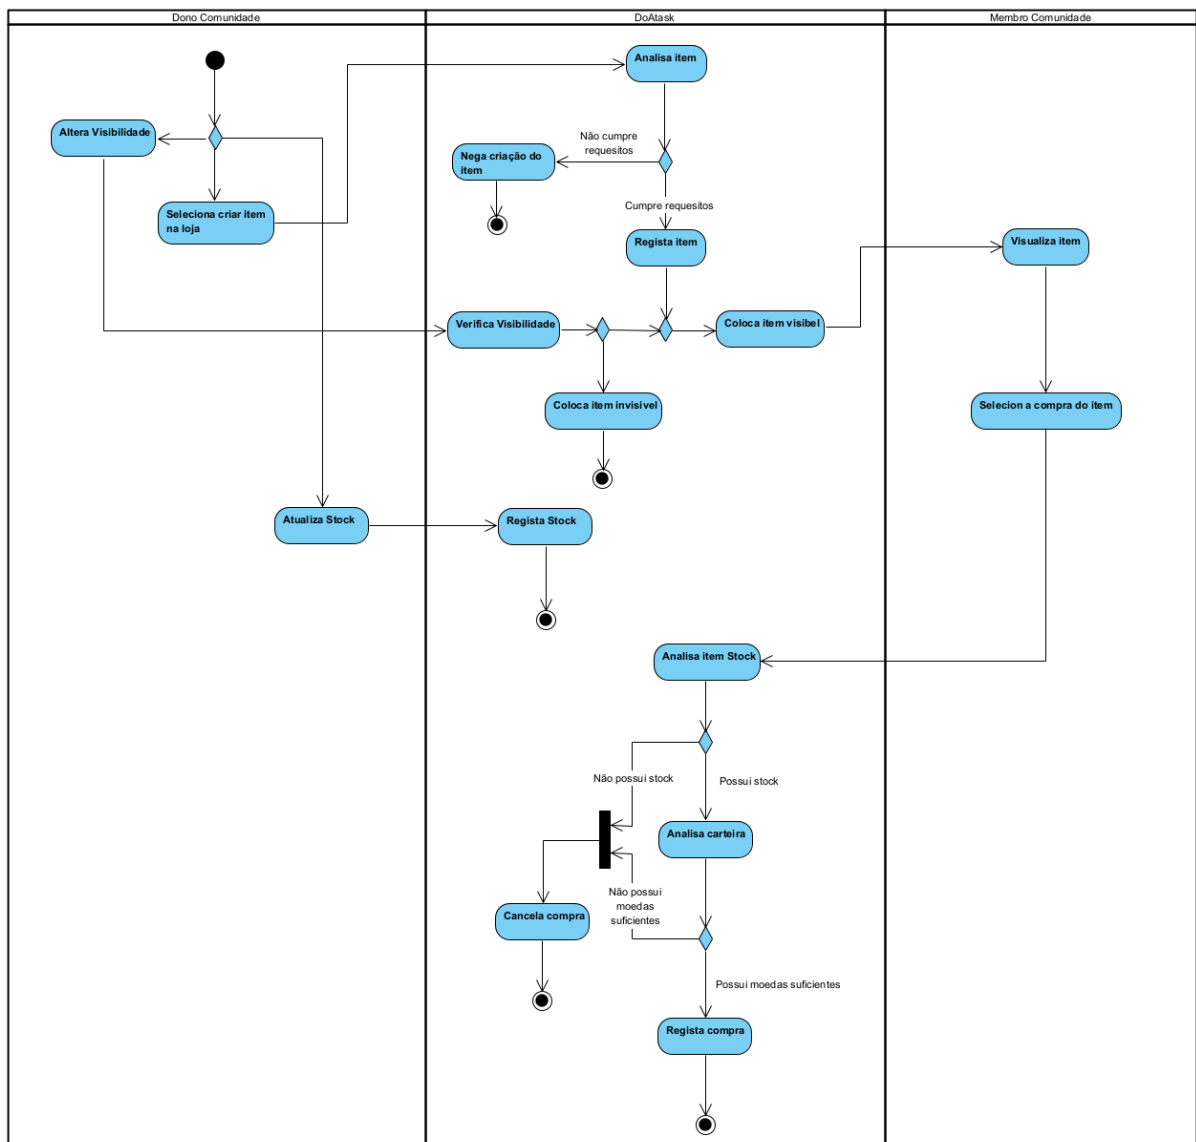 Dono Comunidade
DoAtask
Membro Comunidade
Analisa item
Altera Visibilidade
Não cumpre
requesitos
Nega criação do
item
Seleciona criar item
na loja
Cumpre requesitos
Regista item
Visualiza item
Verifica Visibilidade
Coloca item visibel
Coloca item invisivel
Selecion a compra do item
Atualiza Stock
Regista Stock
Analisa item Stock
Não possui stock
Possui stock
Analisa carteira
Não possui
moedas
suficientes
Cancela compra
Possui moedas suficientes
Regista compra